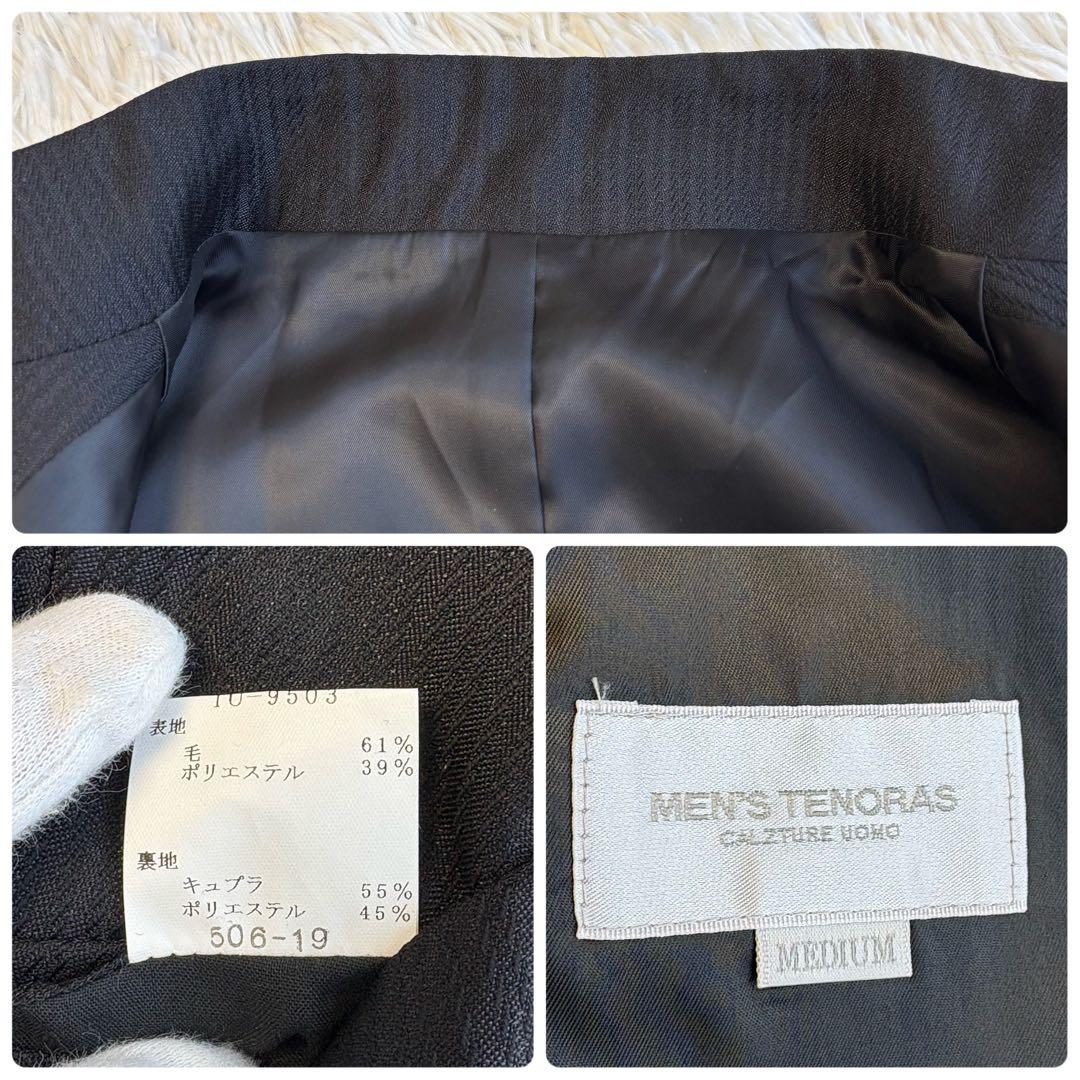 10-9503
表地
毛 61%
ポリエステル 39%
裏地
キュプラ 55%
ポリエステル 45%
506-19
MEN'S TENORAS
CALZTURE UOMO
MEDIUM